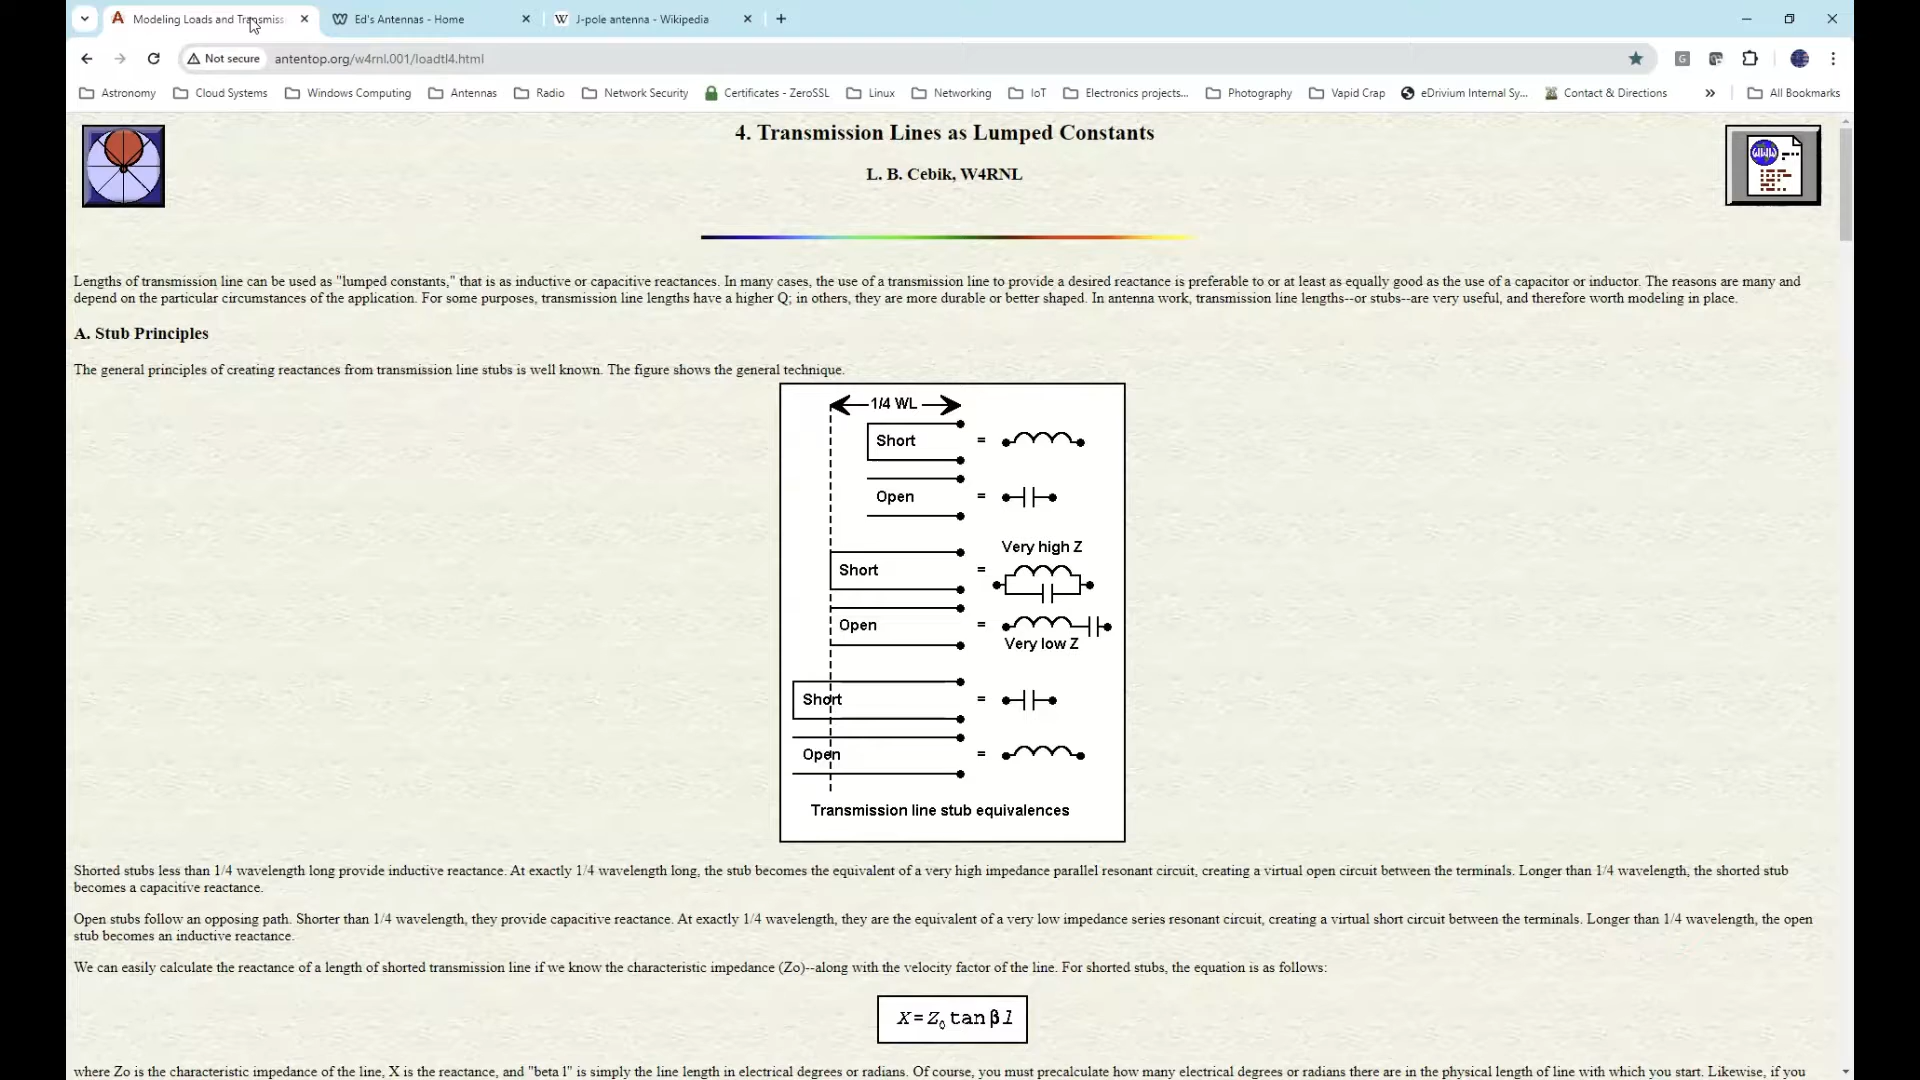 Modeling Loads and Transmiss
Ed's Antennas - Home
W J-pole antenna - Wikipedia
Not secure antentop.org/w4rnl.001/loadtl4.html
Astronomy Cloud Systems Windows Computing Antennas Radio Network Security Certificates - ZeroSSL Linux Networking IoT Electronics projects... Photography Vapid Crap eDrivium Internal Sy... Contact & Directions » All Bookmarks
4. Transmission Lines as Lumped Constants
WWW
L. B. Cebik, W4RNL
Lengths of transmission line can be used as "lumped constants," that is as inductive or capacitive reactances. In many cases, the use of a transmission line to provide a desired reactance is preferable to or at least as equally good as the use of a capacitor or inductor. The reasons are many and
depend on the particular circumstances of the application. For some purposes, transmission line lengths have a higher Q; in others, they are more durable or better shaped. In antenna work, transmission line lengths--or stubs--are very useful, and therefore worth modeling in place.
A. Stub Principles
The general principles of creating reactances from transmission line stubs is well known. The figure shows the general technique.
1/4 WL
Short =
Open =
Very high Z
Short =
Open =
Very low Z
Short =
Open =
Transmission line stub equivalences
Shorted stubs less than 1/4 wavelength long provide inductive reactance. At exactly 1/4 wavelength long, the stub becomes the equivalent of a very high impedance parallel resonant circuit, creating a virtual open circuit between the terminals. Longer than 1/4 wavelength, the shorted stub
becomes a capacitive reactance.
Open stubs follow an opposing path. Shorter than 1/4 wavelength, they provide capacitive reactance. At exactly 1/4 wavelength, they are the equivalent of a very low impedance series resonant circuit, creating a virtual short circuit between the terminals. Longer than 1/4 wavelength, the open
stub becomes an inductive reactance.
We can easily calculate the reactance of a length of shorted transmission line if we know the characteristic impedance (Zo)--along with the velocity factor of the line. For shorted stubs, the equation is as follows:
X=Z₀ tan β l
where Zo is the characteristic impedance of the line, X is the reactance, and "beta l" is simply the line length in electrical degrees or radians. Of course, you must precalculate how many electrical degrees or radians there are in the physical length of line with which you start. Likewise, if you